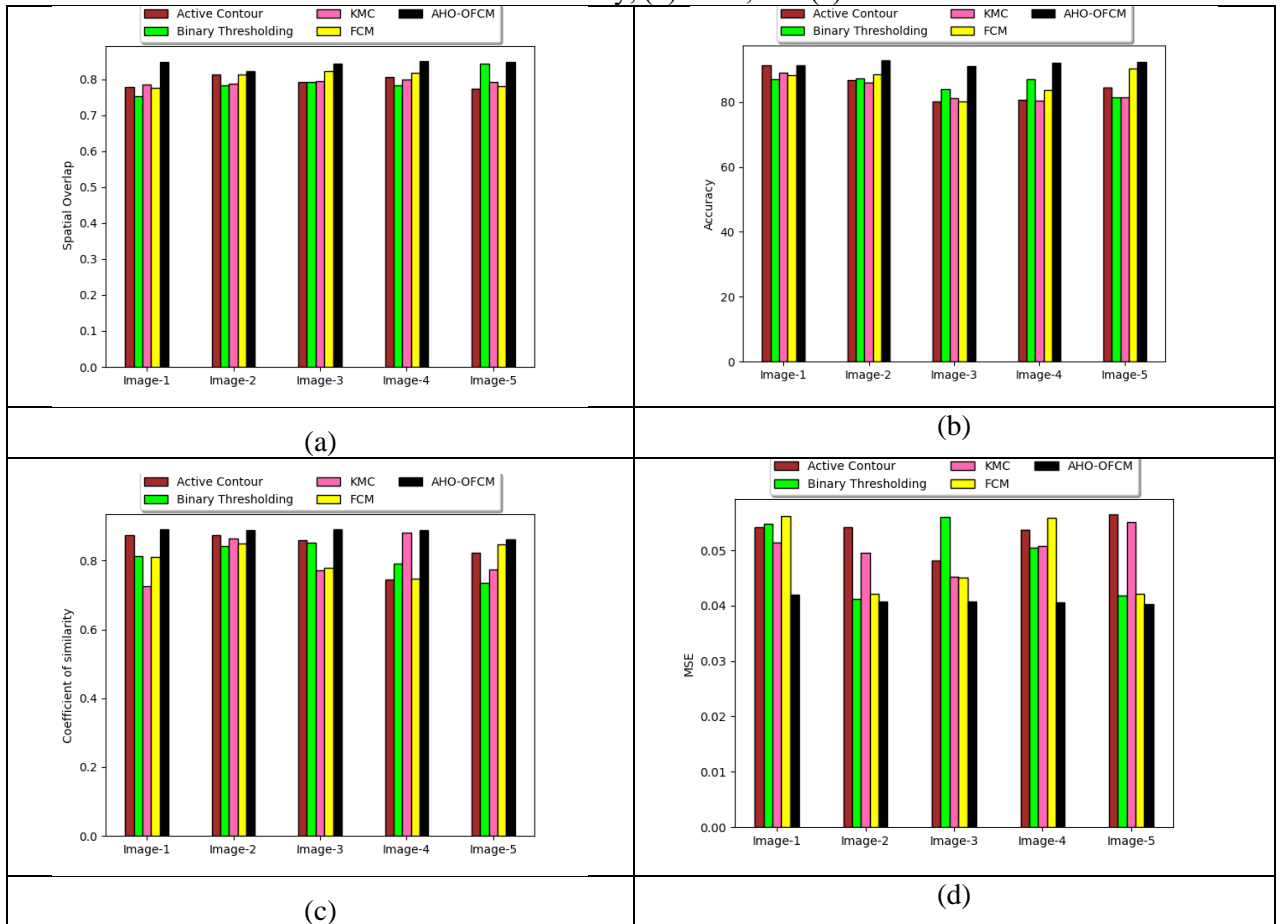 Active Contour KMC AHO-OFCM
Binary Thresholding FCM
Spatial Overlap
0.8
0.7
0.6
0.5
0.4
0.3
0.2
0.1
0.0
Image-1 Image-2 Image-3 Image-4 Image-5
(a)
Active Contour KMC AHO-OFCM
Binary Thresholding FCM
Accuracy
80
60
40
20
0
Image-1 Image-2 Image-3 Image-4 Image-5
(b)
Active Contour KMC AHO-OFCM
Binary Thresholding FCM
Coefficient of similarity
0.8
0.6
0.4
0.2
0.0
Image-1 Image-2 Image-3 Image-4 Image-5
(c)
Active Contour KMC AHO-OFCM
Binary Thresholding FCM
MSE
0.05
0.04
0.03
0.02
0.01
0.00
Image-1 Image-2 Image-3 Image-4 Image-5
(d)